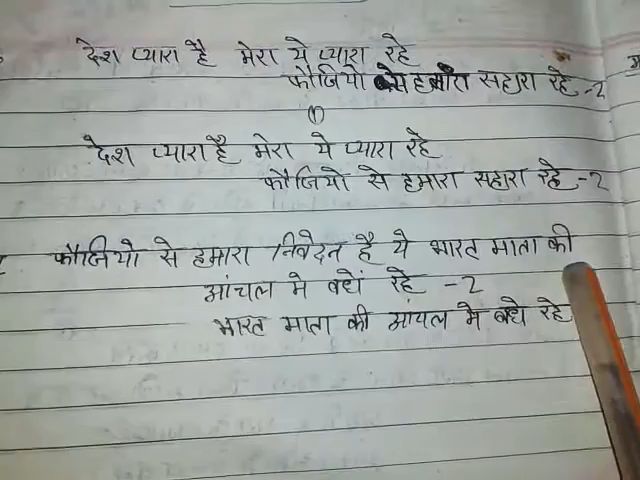 देश प्यारा है मेरा ये प्यारा रहे
फौजियो से हमारा सहारा रहे -2
(1)
देश प्यारा है मेरा ये प्यारा रहे
फौजियो से हमारा सहारा रहे -2
फौजियो से हमारा निवेदन है ये भारत माता की
आंचल मे बधें रहे -2
भारत माता की आंचल मे बधे रहे